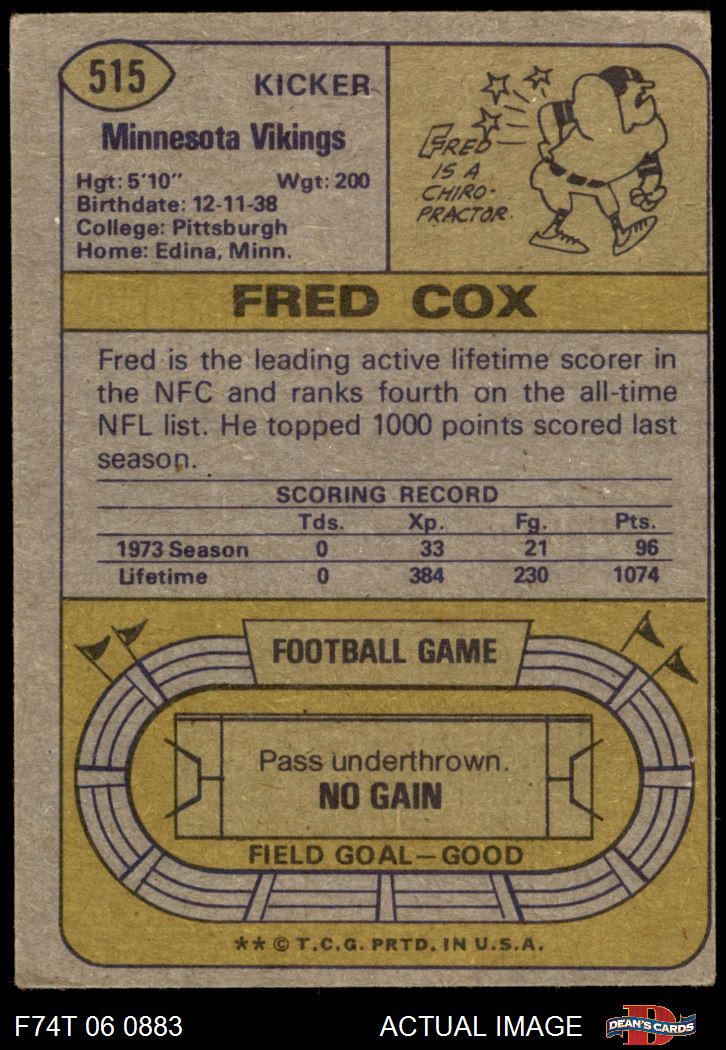 515
KICKER
Minnesota Vikings
Hgt: 5'10" Wgt: 200
Birthdate: 12-11-38
College: Pittsburgh
Home: Edina, Minn.
FRED
IS A
CHIRO-
PRACTOR.
FRED COX
Fred is the leading active lifetime scorer in
the NFC and ranks fourth on the all-time
NFL list. He topped 1000 points scored last
season.
SCORING RECORD
Tds. Xp. Fg. Pts.
1973 Season 0 33 21 96
Lifetime 0 384 230 1074
FOOTBALL GAME
Pass underthrown.
NO GAIN
FIELD GOAL—GOOD
** © T.C.G. PRTD. IN U.S.A.
F74T 06 0883 ACTUAL IMAGE D DEAN'S CARDS